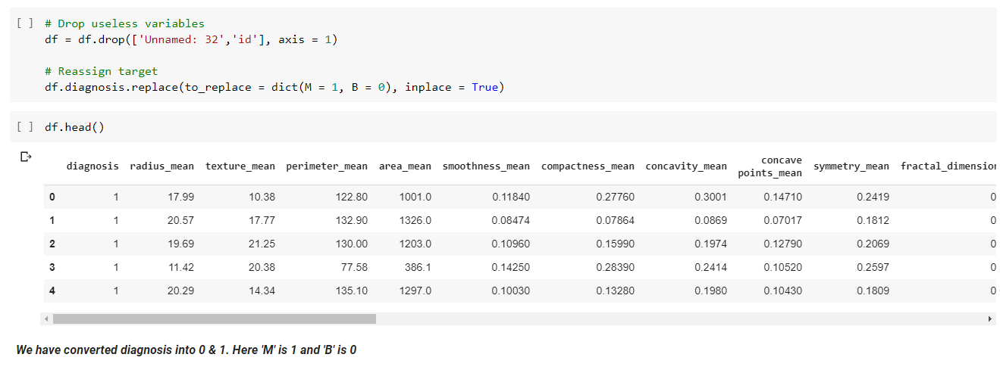 [ ] # Drop useless variables
df = df.drop(['Unnamed: 32','id'], axis = 1)
# Reassign target
df.diagnosis.replace(to_replace = dict(M = 1, B = 0), inplace = True)
[ ] df.head()
diagnosis radius_mean texture_mean perimeter_mean area_mean smoothness_mean compactness_mean concavity_mean concave points_mean symmetry_mean fractal_dimension
0 1 17.99 10.38 122.80 1001.0 0.11840 0.27760 0.3001 0.14710 0.2419 0
1 1 20.57 17.77 132.90 1326.0 0.08474 0.07864 0.0869 0.07017 0.1812 0
2 1 19.69 21.25 130.00 1203.0 0.10960 0.15990 0.1974 0.12790 0.2069 0
3 1 11.42 20.38 77.58 386.1 0.14250 0.28390 0.2414 0.10520 0.2597 0
4 1 20.29 14.34 135.10 1297.0 0.10030 0.13280 0.1980 0.10430 0.1809 0
We have converted diagnosis into 0 & 1. Here 'M' is 1 and 'B' is 0